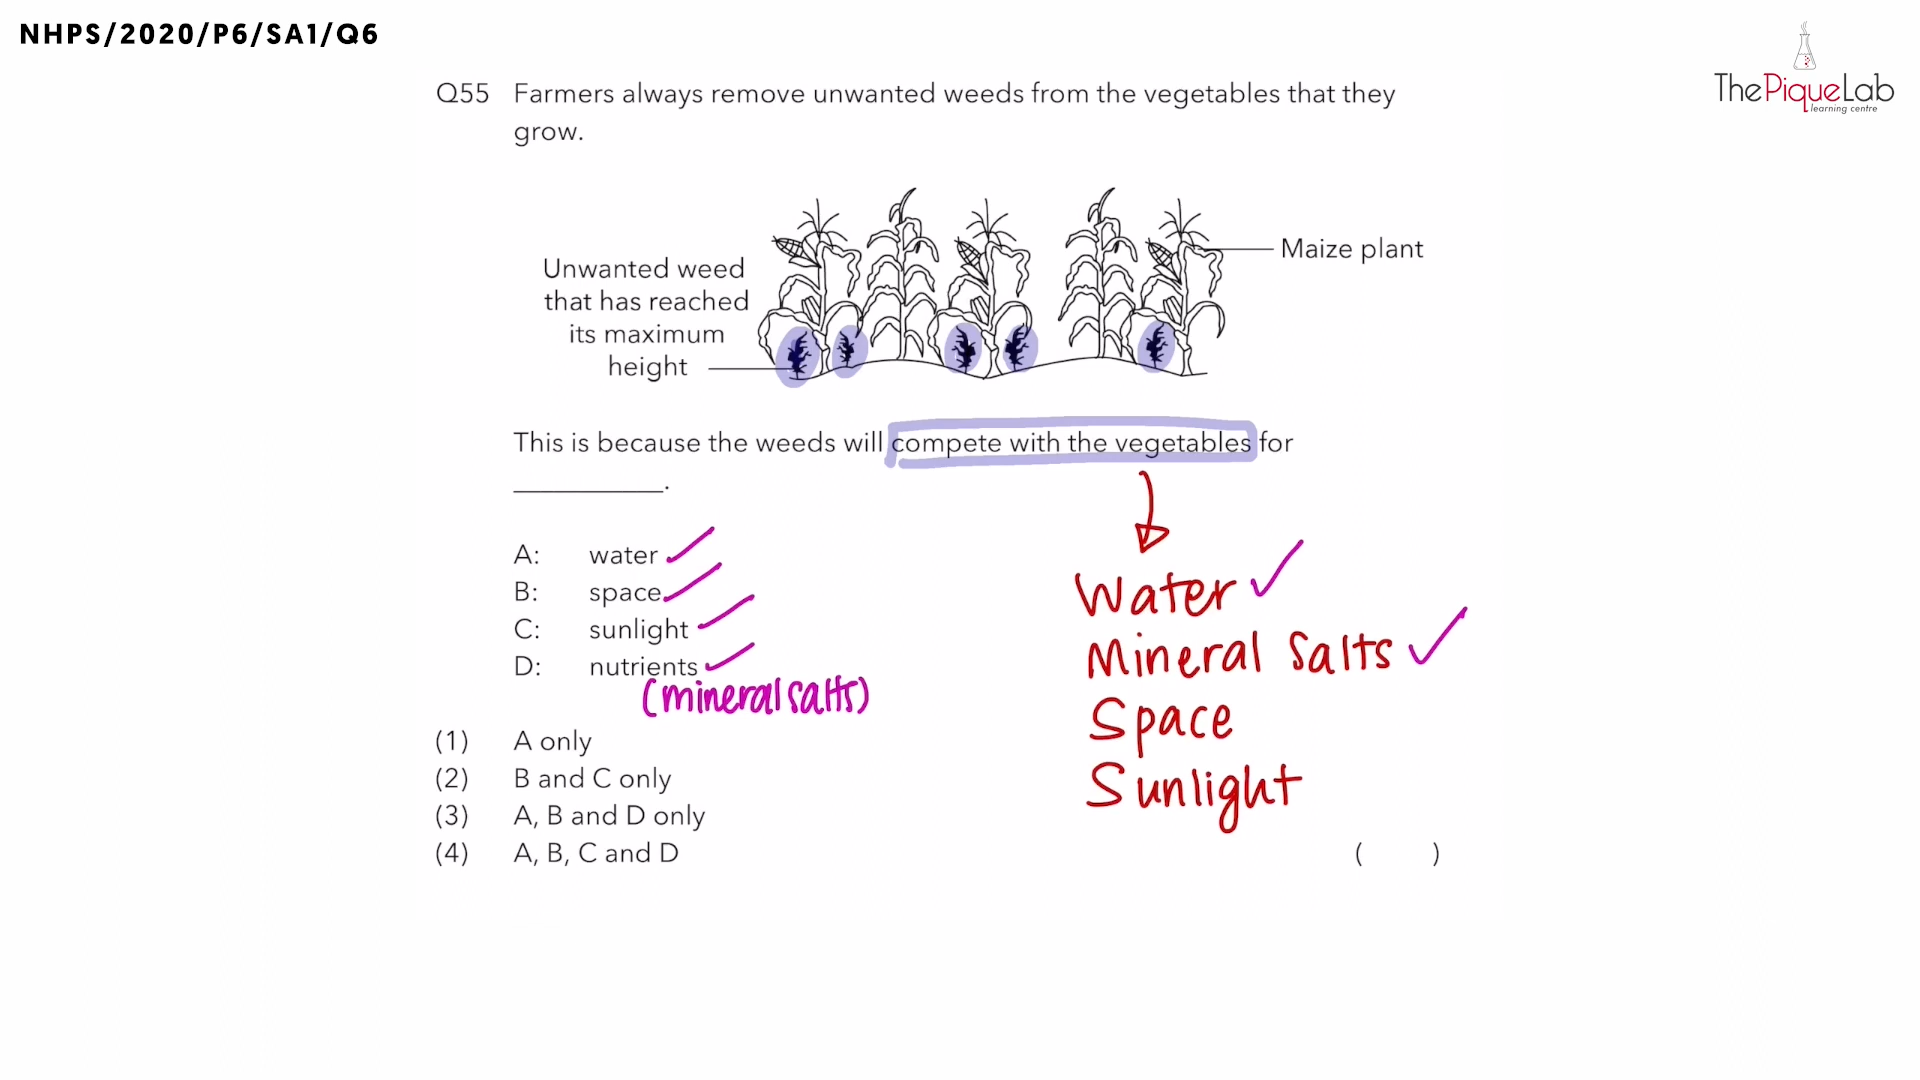 NHPS/2020/P6/SA1/Q6
ThePiqueLab
learning centre
Q55 Farmers always remove unwanted weeds from the vegetables that they
grow.
Unwanted weed
that has reached
its maximum
height
Maize plant
This is because the weeds will compete with the vegetables for
____________.
A: water
B: space
C: sunlight
D: nutrients
(mineral salts)
Water
Mineral Salts
Space
Sunlight
(1) A only
(2) B and C only
(3) A, B and D only
(4) A, B, C and D ( )